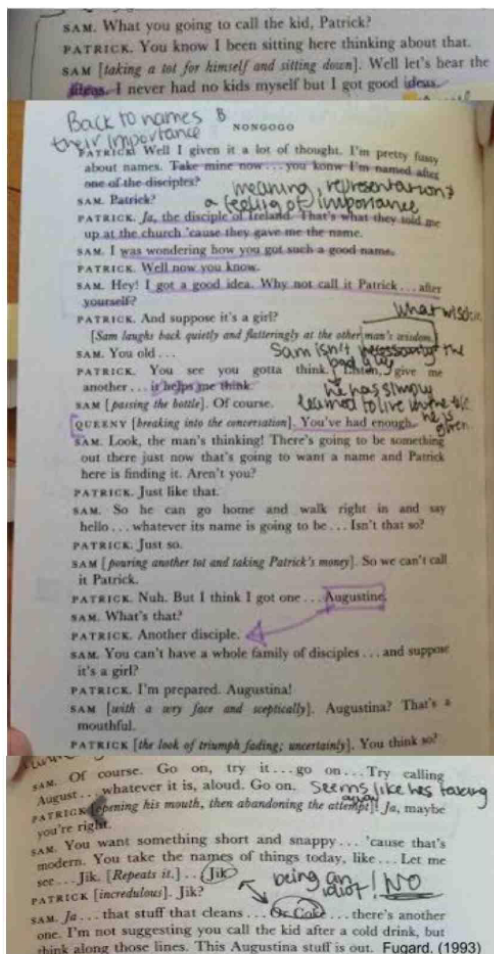 SAM. What you going to call the kid, Patrick?
PATRICK. You know I been sitting here thinking about that.
SAM [taking a tot for himself and sitting down]. Well let's hear the
ideas. I never had no kids myself but I got good ideas.
Back to names &
their importance
NONGOGO
PATRICK. Well I given it a lot of thought. I'm pretty fussy
about names. Take mine now . . . you konw I'm named after
one of the disciples?
meaning, representation &
a feeling of importance
SAM. Patrick?
PATRICK. Ja, the disciple of Ireland. That's what they told me
up at the church 'cause they gave me the name.
SAM. I was wondering how you got such a good name.
PATRICK. Well now you know.
SAM. Hey! I got a good idea. Why not call it Patrick . . . after
yourself?
PATRICK. And suppose it's a girl?
what wisdom
[Sam laughs back quietly and flatteringly at the other man's wisdom.
SAM. You old . . .
Sam isn't the
bad guy
PATRICK. You see you gotta think. Listen, give me
another . . . it helps me think.
he has simply
learned to live in the life
he is
given.
SAM [passing the bottle]. Of course.
QUEENY [breaking into the conversation]. You've had enough.
SAM. Look, the man's thinking! There's going to be something
out there just now that's going to want a name and Patrick
here is finding it. Aren't you?
PATRICK. Just like that.
SAM. So he can go home and walk right in and say
hello . . . whatever its name is going to be . . . Isn't that so?
PATRICK. Just so.
SAM [pouring another tot and taking Patrick's money]. So we can't call
it Patrick.
PATRICK. Nuh. But I think I got one . . . Augustine.
SAM. What's that?
PATRICK. Another disciple.
SAM. You can't have a whole family of disciples . . . and suppose
it's a girl?
PATRICK. I'm prepared. Augustina!
SAM [with a wry face and sceptically]. Augustina? That's a
mouthful.
PATRICK [the look of triumph fading; uncertainly]. You think so?
SAM. Of course. Go on, try it . . . go on . . . Try calling
August . . . whatever it is, aloud. Go on.
Seems like hes taking
away
PATRICK [opening his mouth, then abandoning the attempt]. Ja, maybe
you're right.
SAM. You want something short and snappy . . . 'cause that's
modern. You take the names of things today, like . . . Let me
see . . . Jik. [Repeats it.] . . . Jik
being an
idiot! NO
PATRICK [incredulous]. Jik?
SAM. Ja . . . that stuff that cleans . . . Or Coke . . . there's another
one. I'm not suggesting you call the kid after a cold drink, but
think along those lines. This Augustina stuff is out. Fugard, (1993)